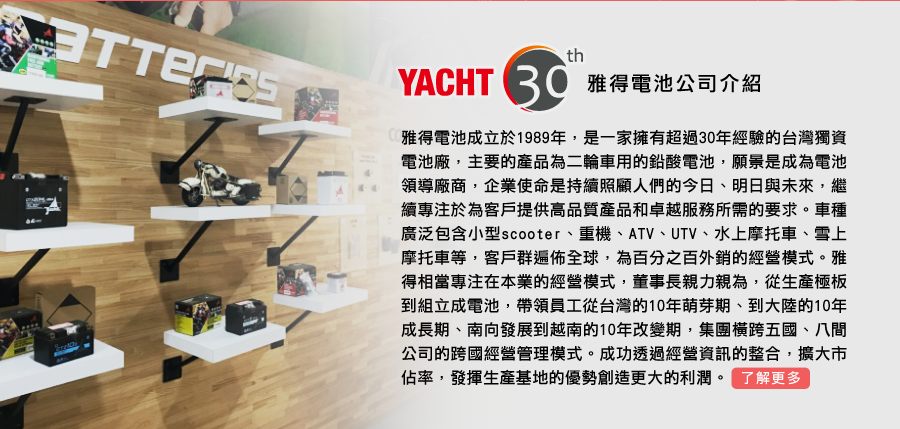 Batteries
YACHT 30th 雅得電池公司介紹
雅得電池成立於1989年，是一家擁有超過30年經驗的台灣獨資
電池廠，主要的產品為二輪車用的鉛酸電池，願景是成為電池
領導廠商，企業使命是持續照顧人們的今日、明日與未來，繼
續專注於為客戶提供高品質產品和卓越服務所需的要求。車種
廣泛包含小型scooter、重機、ATV、UTV、水上摩托車、雪上
摩托車等，客戶群遍佈全球，為百分之百外銷的經營模式。雅
得相當專注在本業的經營模式，董事長親力親為，從生產極板
到組立成電池，帶領員工從台灣的10年萌芽期、到大陸的10年
成長期、南向發展到越南的10年改變期，集團橫跨五國、八間
公司的跨國經營管理模式。成功透過經營資訊的整合，擴大市
佔率，發揮生產基地的優勢創造更大的利潤。 了解更多